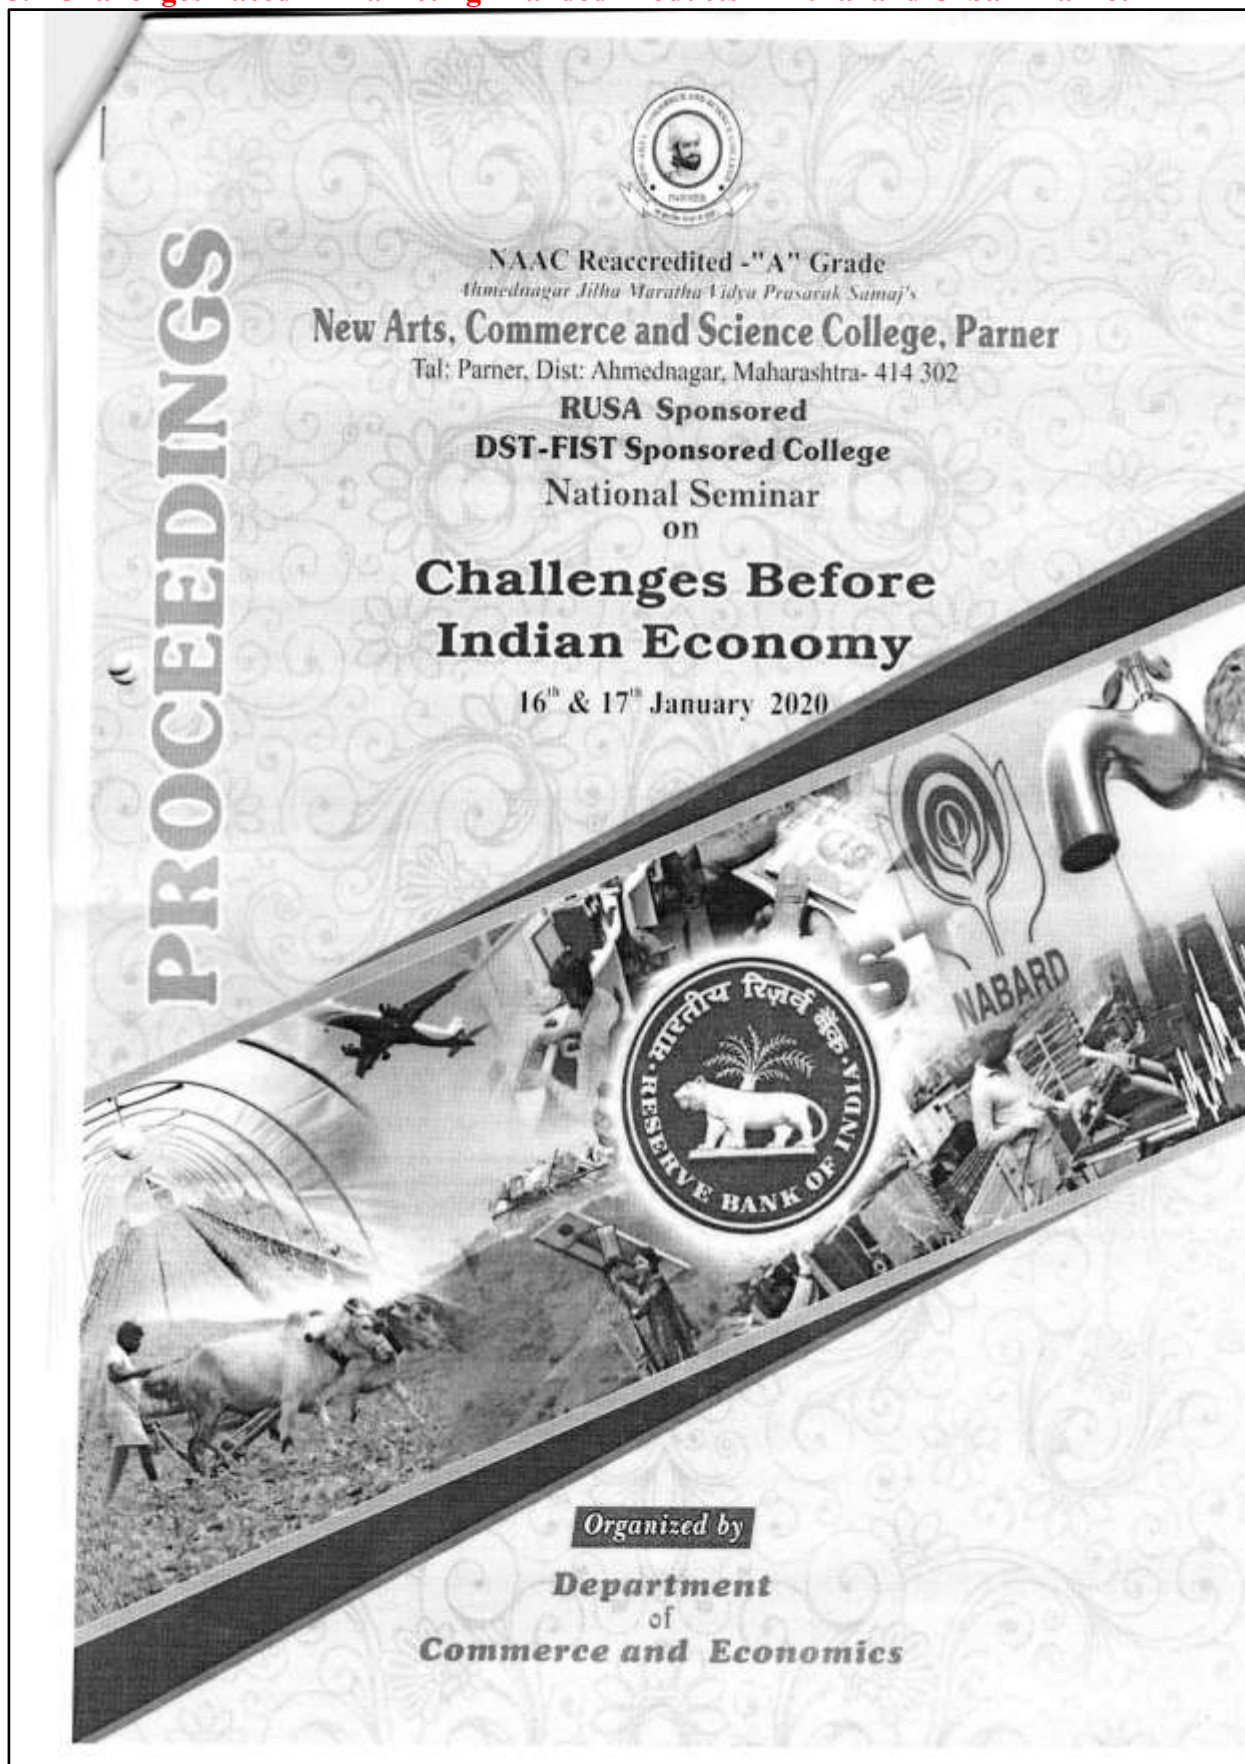 NAAC Reaccredited -"A" Grade
Ahmednagar Jilha Maratha Vidya Prasarak Samaj's
New Arts, Commerce and Science College, Parner
Tal: Parner, Dist: Ahmednagar, Maharashtra- 414 302
RUSA Sponsored
DST-FIST Sponsored College
National Seminar
on
Challenges Before
Indian Economy
16th & 17th January 2020
PROCEEDINGS
NABARD
भारतीय रिज़र्व बैंक
RESERVE BANK OF INDIA
Organized by
Department
of
Commerce and Economics